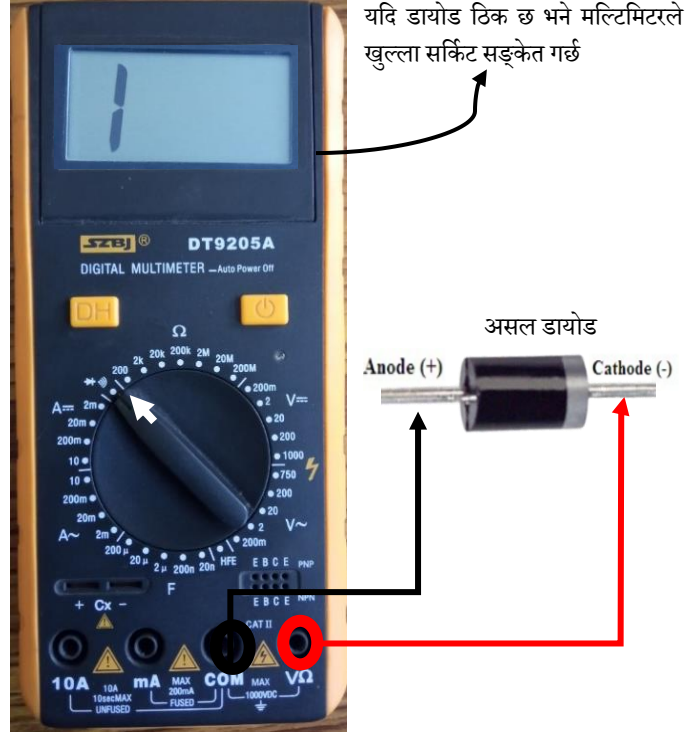 यदि डायोड ठिक छ भने मल्टिमिटरले
खुल्ला सर्किट सङ्केत गर्छ
1
SZBJ ®
DT9205A
DIGITAL MULTIMETER — Auto Power Off
DH
Ω
200 2k 20k 200k 2M 20M 200M
A⎓ 2m 20m 200m 10
10 200m 20m 2m A~
200µ 20µ 2µ 200n 20n F
HFE
200m 2 20 200 1000 V⎓
750 200 20 2 200m V~
E B C E PNP
E B C E NPN
+ Cx -
CAT II
10A
10A
10secMAX
UNFUSED
mA
MAX
200mA
FUSED
COM
MAX
1000VDC
VΩ
असल डायोड
Anode (+)
Cathode (-)